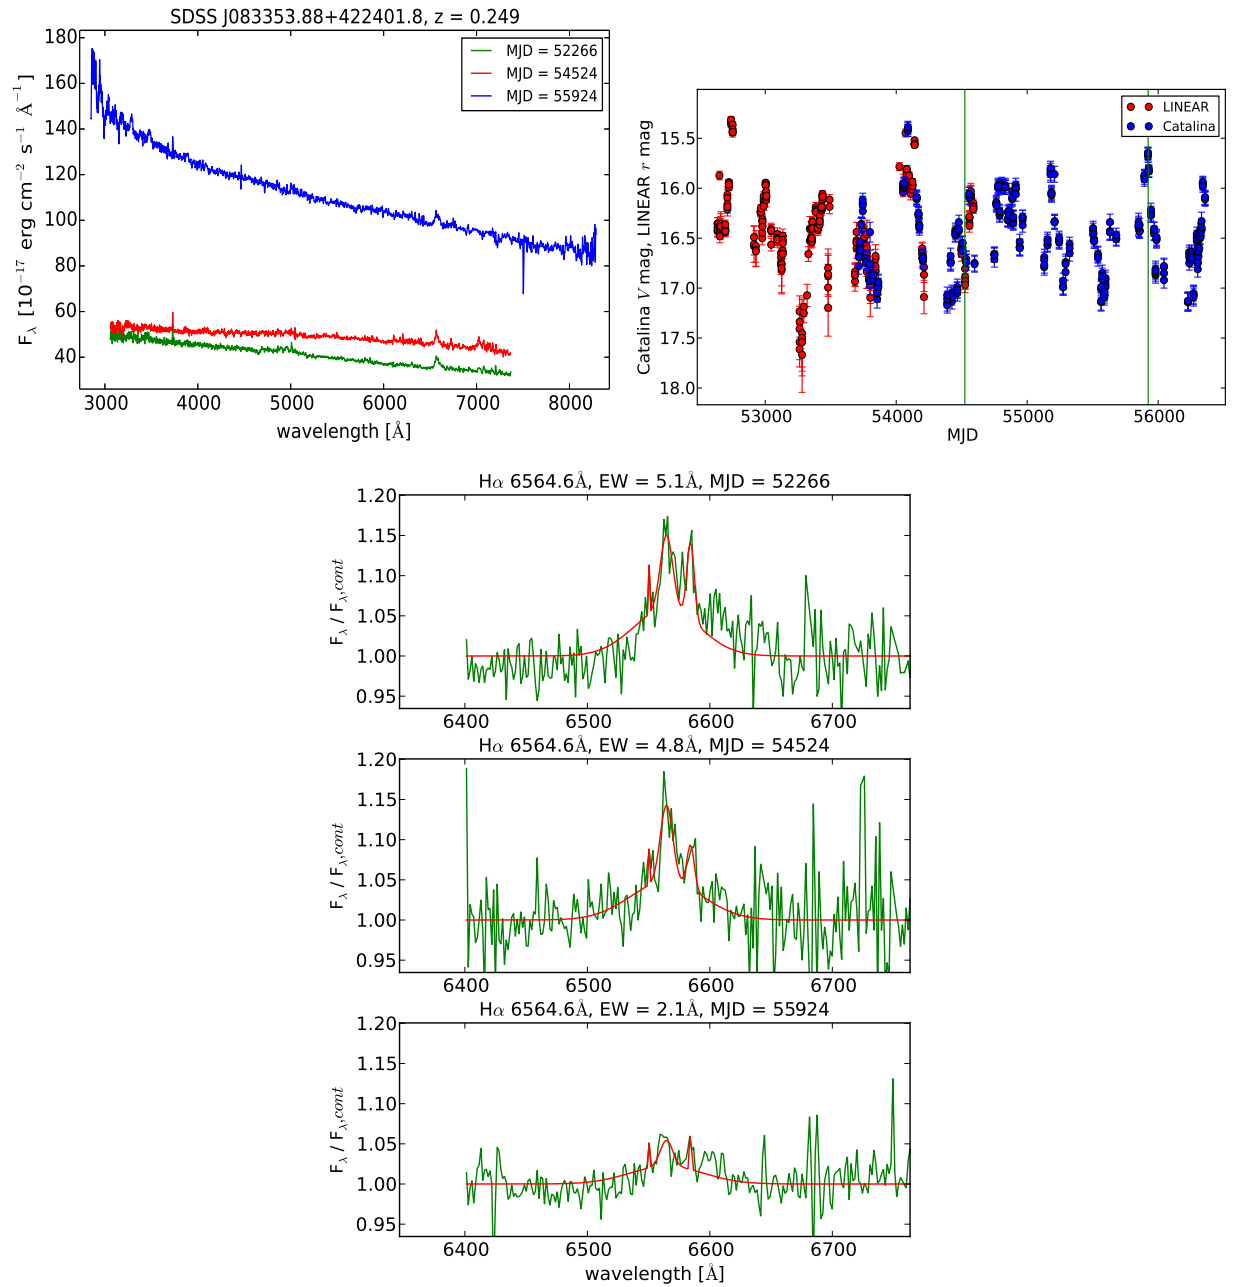 SDSS J083353.88+422401.8, z = 0.249
MJD = 52266
MJD = 54524
MJD = 55924
180
160
140
120
100
80
60
40
F_λ [10^−17 erg cm^−2 s^−1 Å^−1]
3000 4000 5000 6000 7000 8000
wavelength [Å]
LINEAR
Catalina
15.5
16.0
16.5
17.0
17.5
18.0
Catalina V mag, LINEAR r mag
53000 54000 55000 56000
MJD
Hα 6564.6Å, EW = 5.1Å, MJD = 52266
1.20
1.15
1.10
1.05
1.00
0.95
F_λ / F_λ,cont
6400 6500 6600 6700
Hα 6564.6Å, EW = 4.8Å, MJD = 54524
1.20
1.15
1.10
1.05
1.00
0.95
F_λ / F_λ,cont
6400 6500 6600 6700
Hα 6564.6Å, EW = 2.1Å, MJD = 55924
1.20
1.15
1.10
1.05
1.00
0.95
F_λ / F_λ,cont
6400 6500 6600 6700
wavelength [Å]